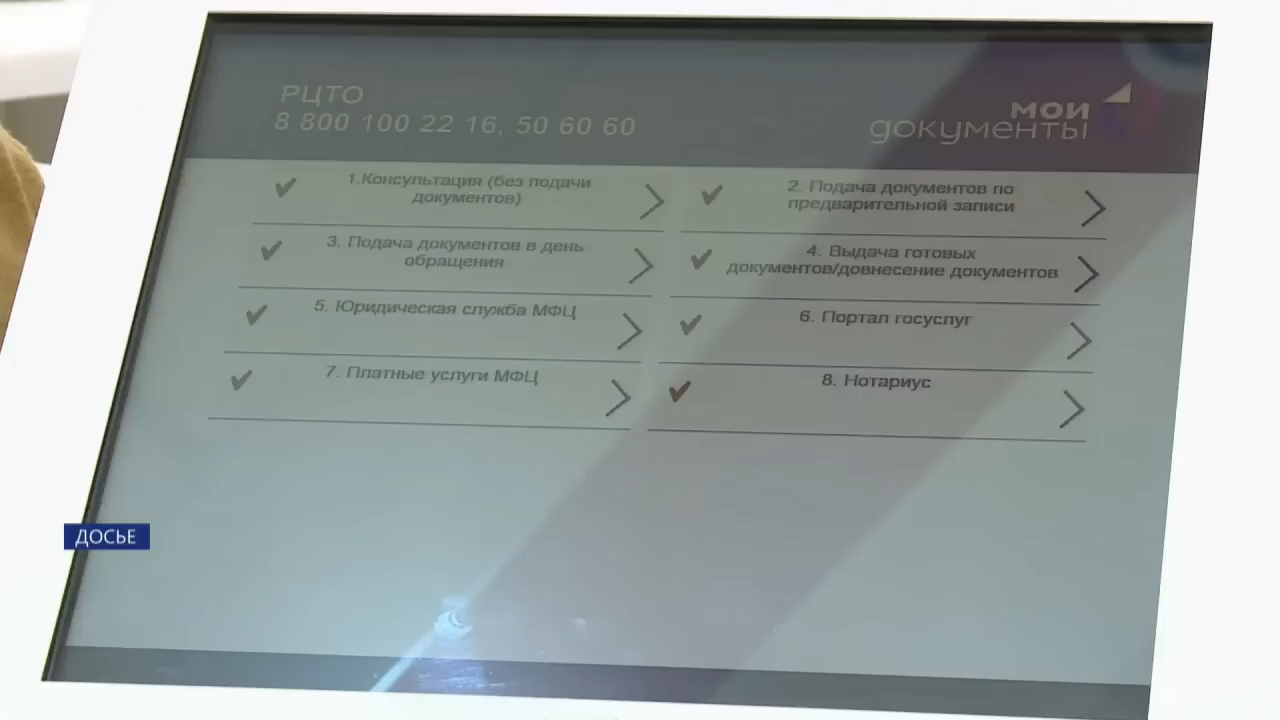 РЦТО
8 800 100 22 16, 50 60 60
мои
документы
1.Консультация (без подачи
документов)
2. Подача документов по
предварительной записи
3. Подача документов в день
обращения
4. Выдача готовых
документов/довнесение документов
5. Юридическая служба МФЦ
6. Портал госуслуг
7. Платные услуги МФЦ
8. Нотариус
ДОСЬЕ